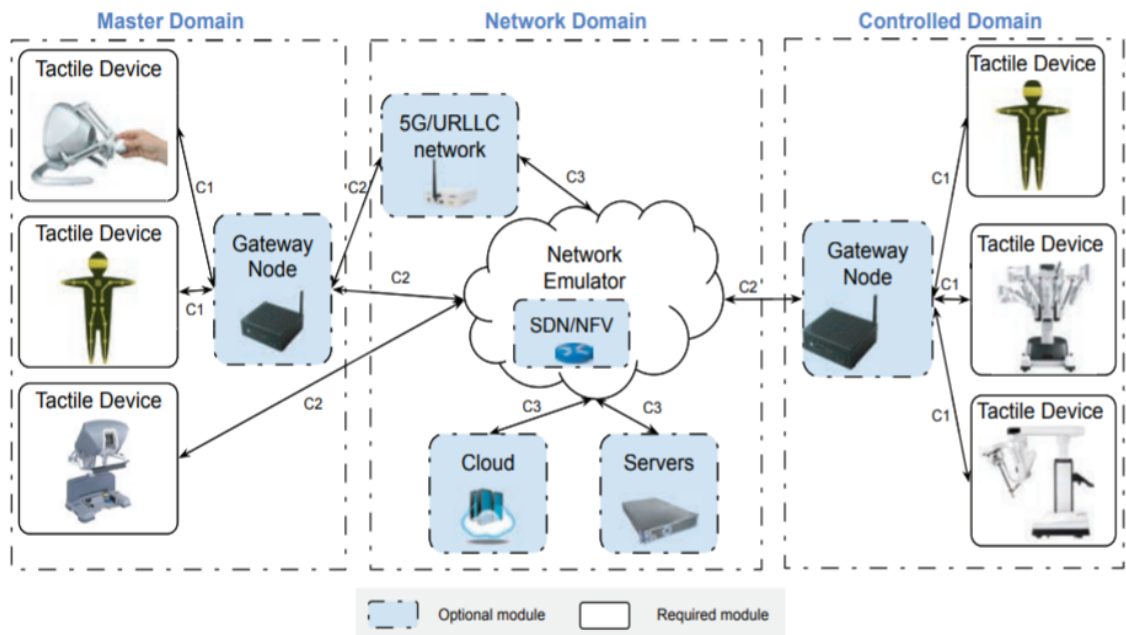 Master Domain
Network Domain
Controlled Domain
Tactile Device
C1
Tactile Device
C1
Tactile Device
C2
Gateway
Node
C2
C2
5G/URLLC
network
C3
Network
Emulator
SDN/NFV
C3
C3
Cloud
Servers
C2
Gateway
Node
C1
C1
C1
Tactile Device
Tactile Device
Tactile Device
Optional module
Required module